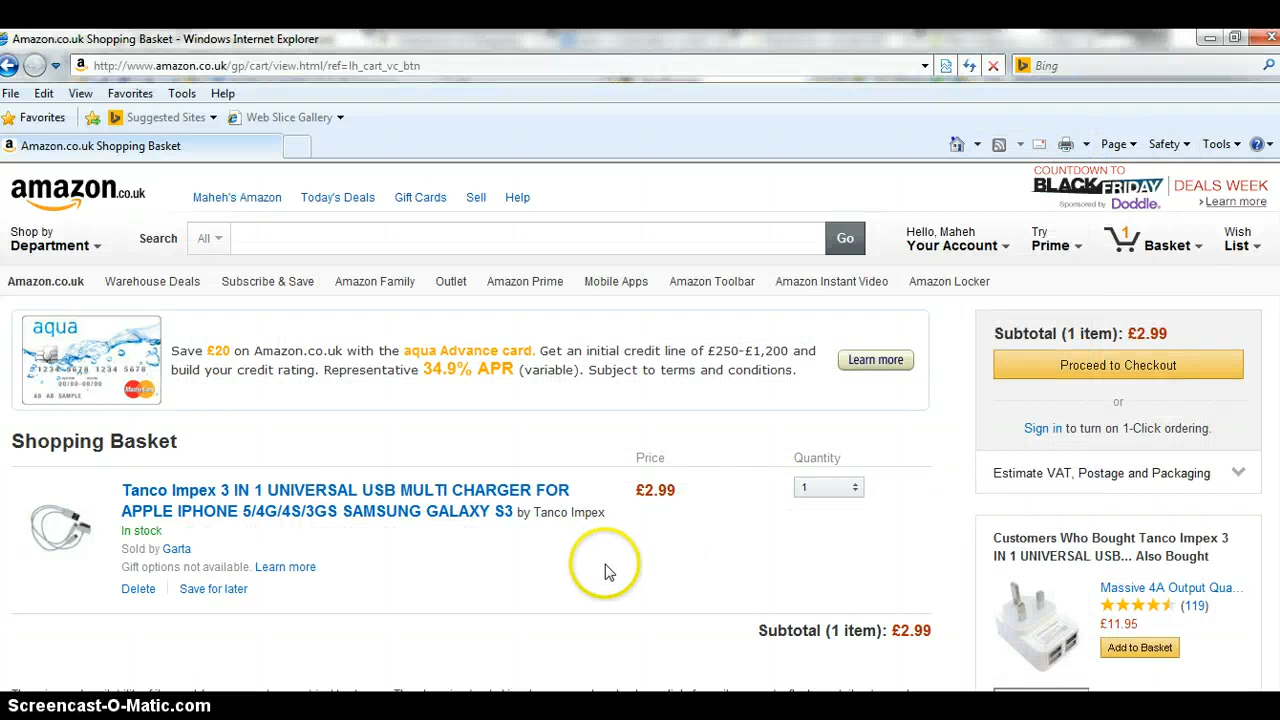 Amazon.co.uk Shopping Basket - Windows Internet Explorer
http://www.amazon.co.uk/gp/cart/view.html/ref=lh_cart_vc_btn
Bing
File Edit View Favorites Tools Help
Favorites Suggested Sites Web Slice Gallery
Amazon.co.uk Shopping Basket
Page Safety Tools
amazon.co.uk
Maheh's Amazon Today's Deals Gift Cards Sell Help
COUNTDOWN TO
BLACK FRIDAY DEALS WEEK
Sponsored by Doddle. Learn more
Shop by
Department
Search All Go
Hello, Maheh
Your Account
Try
Prime
1
Basket
Wish
List
Amazon.co.uk Warehouse Deals Subscribe & Save Amazon Family Outlet Amazon Prime Mobile Apps Amazon Toolbar Amazon Instant Video Amazon Locker
aqua
1234 5678 1234 5678
00/00-00/00
AB AB SAMPLE
MasterCard
Save £20 on Amazon.co.uk with the aqua Advance card. Get an initial credit line of £250-£1,200 and
build your credit rating. Representative 34.9% APR (variable). Subject to terms and conditions.
Learn more
Subtotal (1 item): £2.99
Proceed to Checkout
or
Sign in to turn on 1-Click ordering.
Estimate VAT, Postage and Packaging
Shopping Basket
Price Quantity
Tanco Impex 3 IN 1 UNIVERSAL USB MULTI CHARGER FOR
APPLE IPHONE 5/4G/4S/3GS SAMSUNG GALAXY S3 by Tanco Impex
£2.99
1
In stock
Sold by Garta
Gift options not available. Learn more
Delete Save for later
Subtotal (1 item): £2.99
Customers Who Bought Tanco Impex 3
IN 1 UNIVERSAL USB... Also Bought
Massive 4A Output Qua...
(119)
£11.95
Add to Basket
Screencast-O-Matic.com